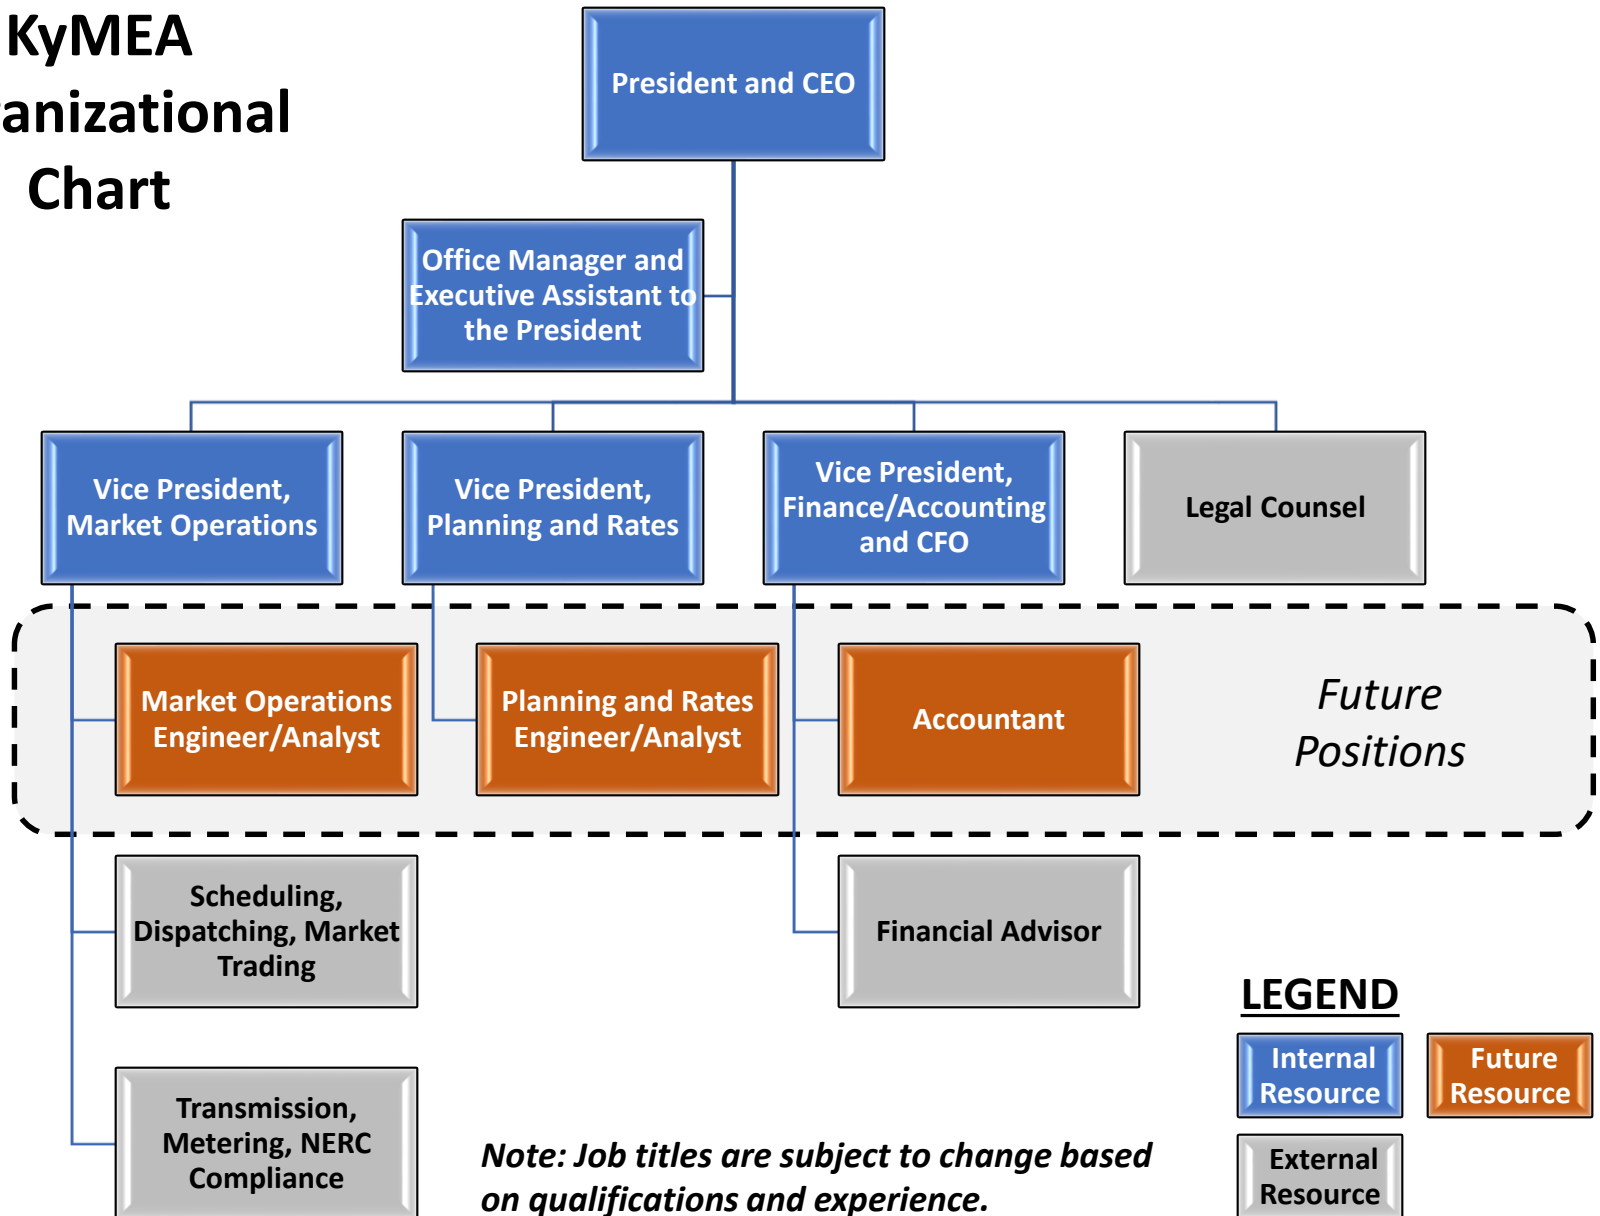 KyMEA
anizational
Chart
President and CEO
Office Manager and
Executive Assistant to
the President
Vice President,
Market Operations
Vice President,
Planning and Rates
Vice President,
Finance/Accounting
and CFO
Legal Counsel
Market Operations
Engineer/Analyst
Planning and Rates
Engineer/Analyst
Accountant
Future
Positions
Scheduling,
Dispatching, Market
Trading
Financial Advisor
Transmission,
Metering, NERC
Compliance
Note: Job titles are subject to change based
on qualifications and experience.
LEGEND
Internal
Resource
Future
Resource
External
Resource